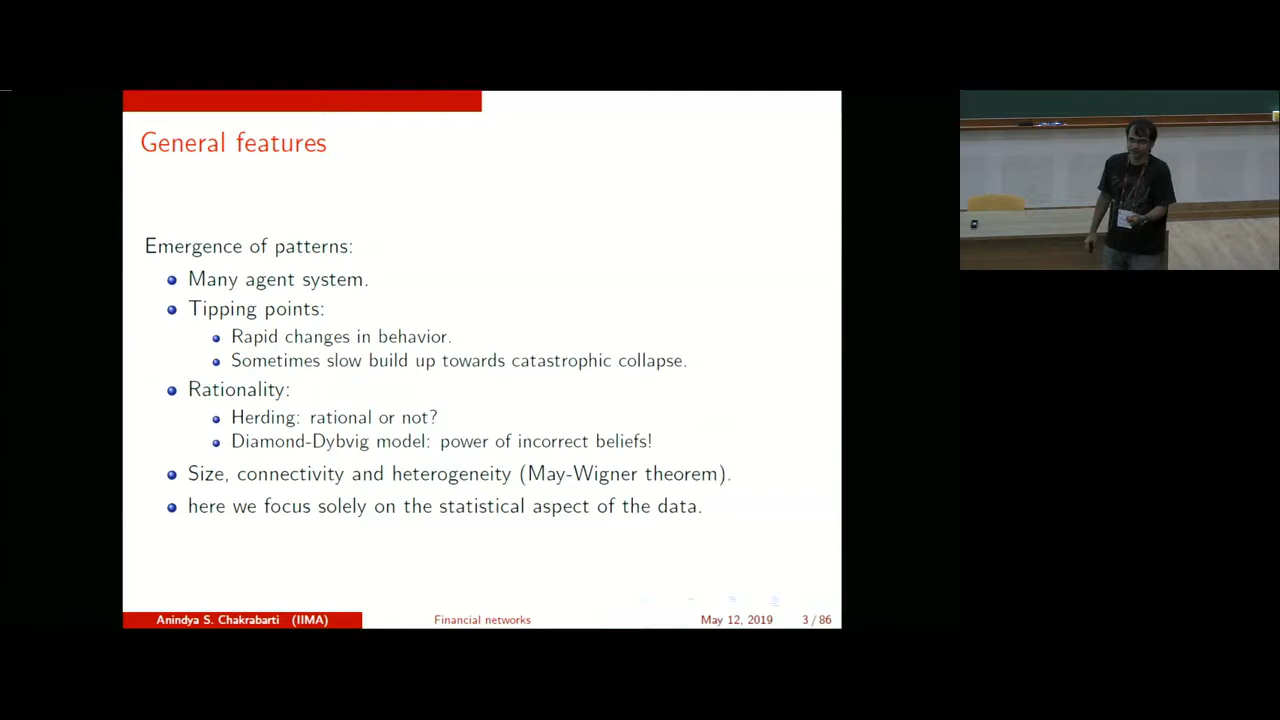 General features
Emergence of patterns:
Many agent system.
Tipping points:
Rapid changes in behavior.
Sometimes slow build up towards catastrophic collapse.
Rationality:
Herding: rational or not?
Diamond-Dybvig model: power of incorrect beliefs!
Size, connectivity and heterogeneity (May-Wigner theorem).
here we focus solely on the statistical aspect of the data.
Anindya S. Chakrabarti (IIMA) Financial networks May 12, 2019 3 / 86